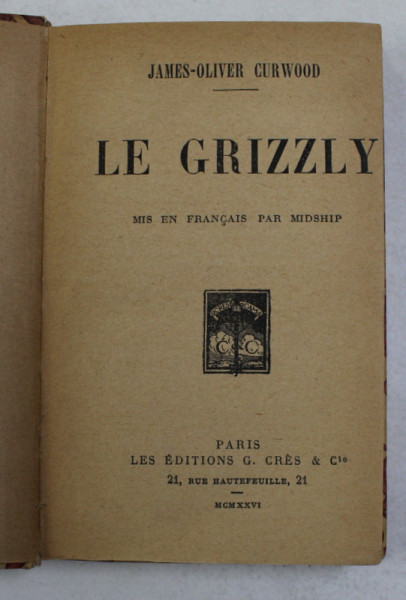 JAMES-OLIVER CURWOOD
LE GRIZZLY
MIS EN FRANÇAIS PAR MIDSHIP
C & C
PARIS
LES ÉDITIONS G. CRÈS & Cie
21, RUE HAUTEFEUILLE, 21
MCMXXVI